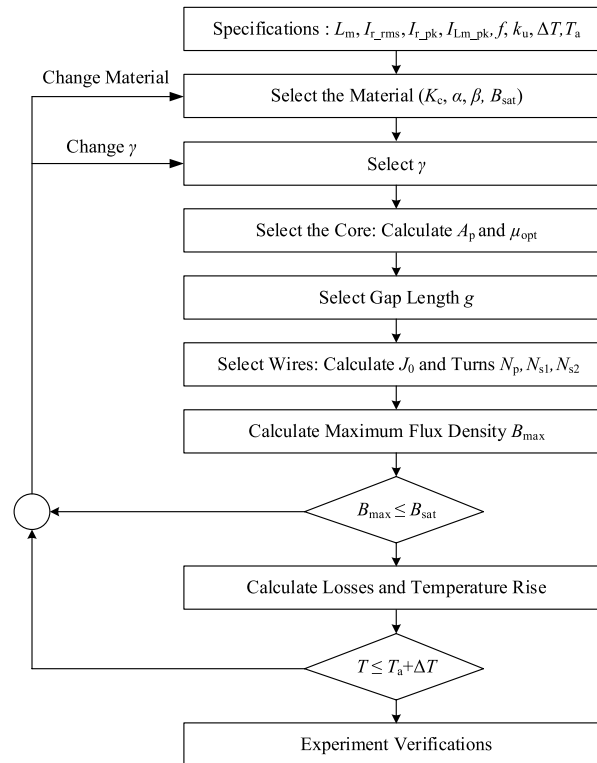 Specifications : Lm, Ir_rms, Ir_pk, ILm_pk, f, ku, ΔT,Ta
Change Material
Select the Material (Kc, α, β, Bsat)
Change γ
Select γ
Select the Core: Calculate Ap and μopt
Select Gap Length g
Select Wires: Calculate J0 and Turns Np, Ns1, Ns2
Calculate Maximum Flux Density Bmax
Bmax ≤ Bsat
Calculate Losses and Temperature Rise
T ≤ Ta+ΔT
Experiment Verifications